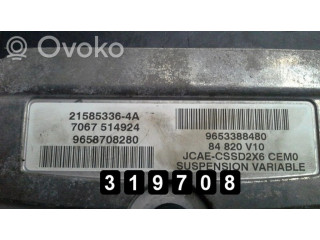 Ovoko
21585336-4A
7067 514924
9658708280
9653388480
84 820 V10
JCAE-CSSD2X6 CEM0
SUSPENSION VARIABLE
319708